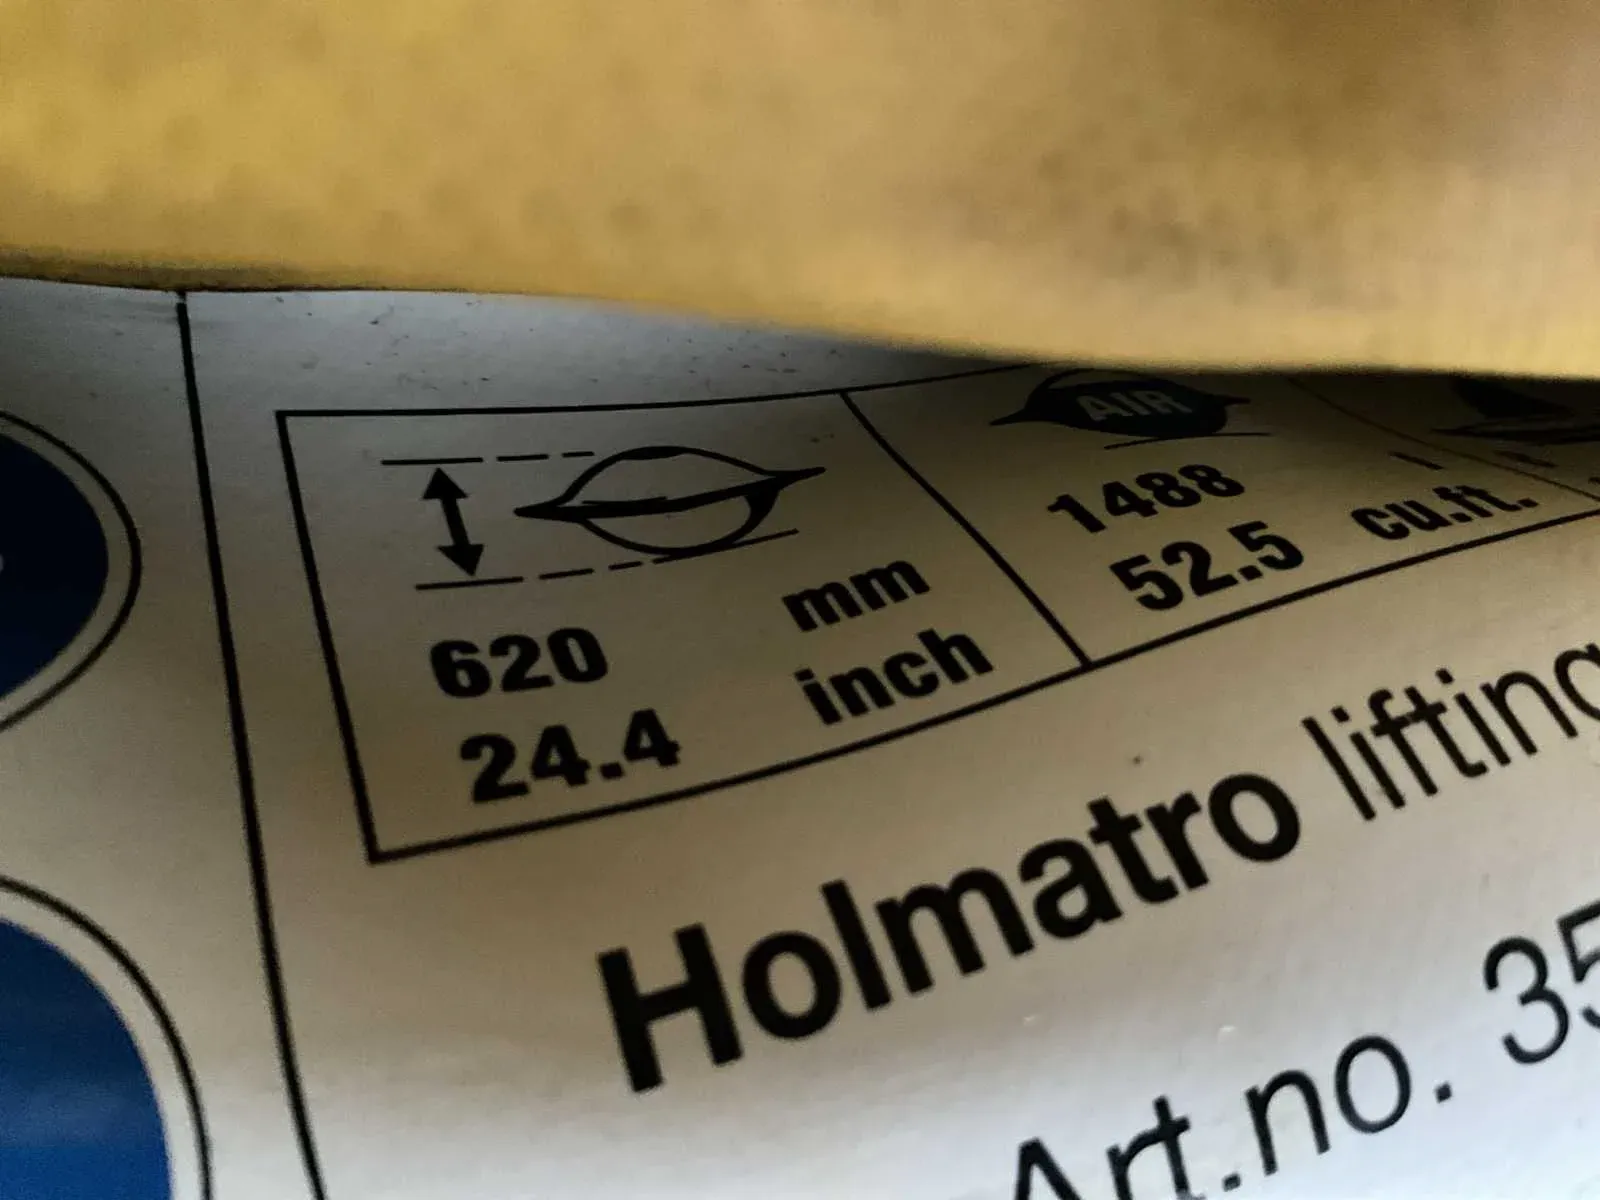 AIR
620 mm
24.4 inch
1488 l
52.5 cu.ft.
Holmatro lifting
Art.no. 35